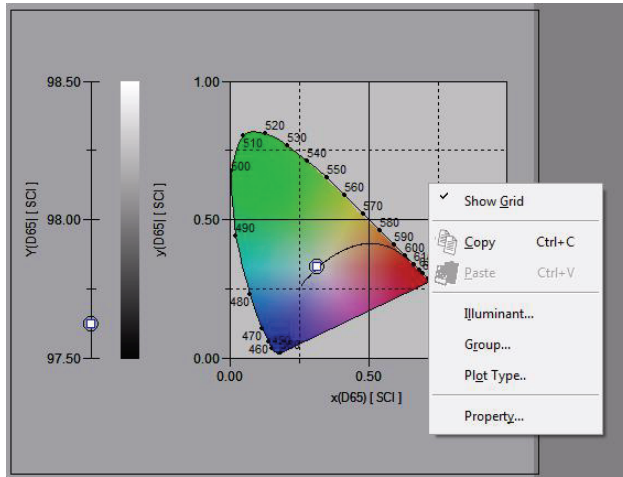 98.50
98.00
97.50
Y(D65) [ SCI ]
1.00
0.50
0.00
y(D65) [ SCI ]
0.00
0.50
x(D65) [ SCI ]
520
510
530
540
550
500
560
570
580
490
590
600
480
470
460
Show Grid
Copy Ctrl+C
Paste Ctrl+V
Illuminant...
Group...
Plot Type..
Property...